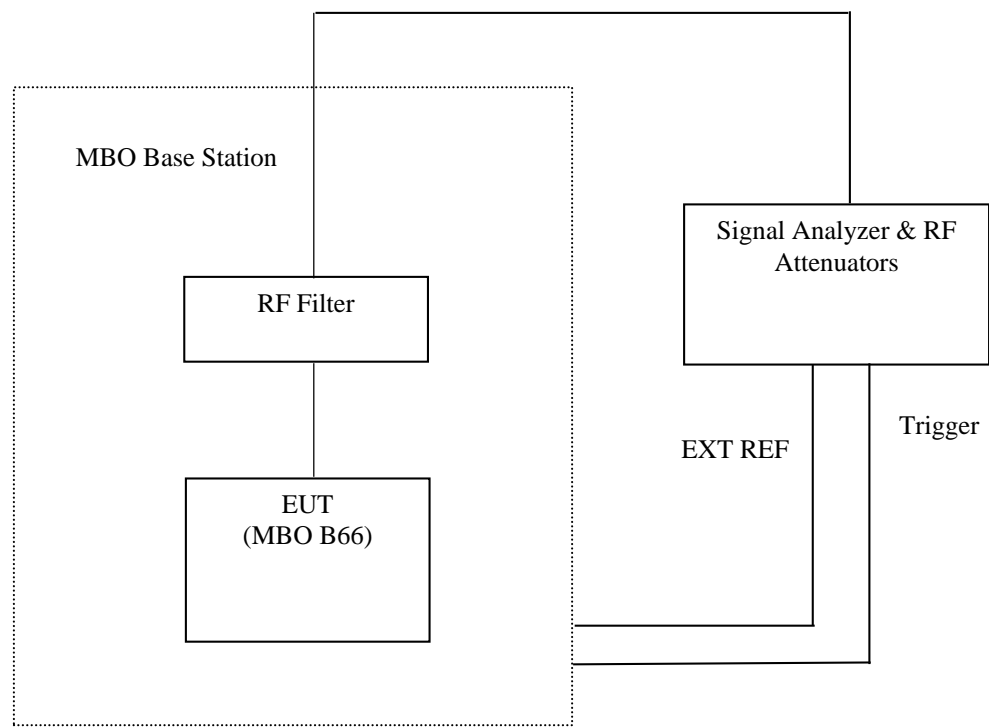 MBO Base Station
Signal Analyzer & RF
Attenuators
RF Filter
Trigger
EXT REF
EUT
(MBO B66)